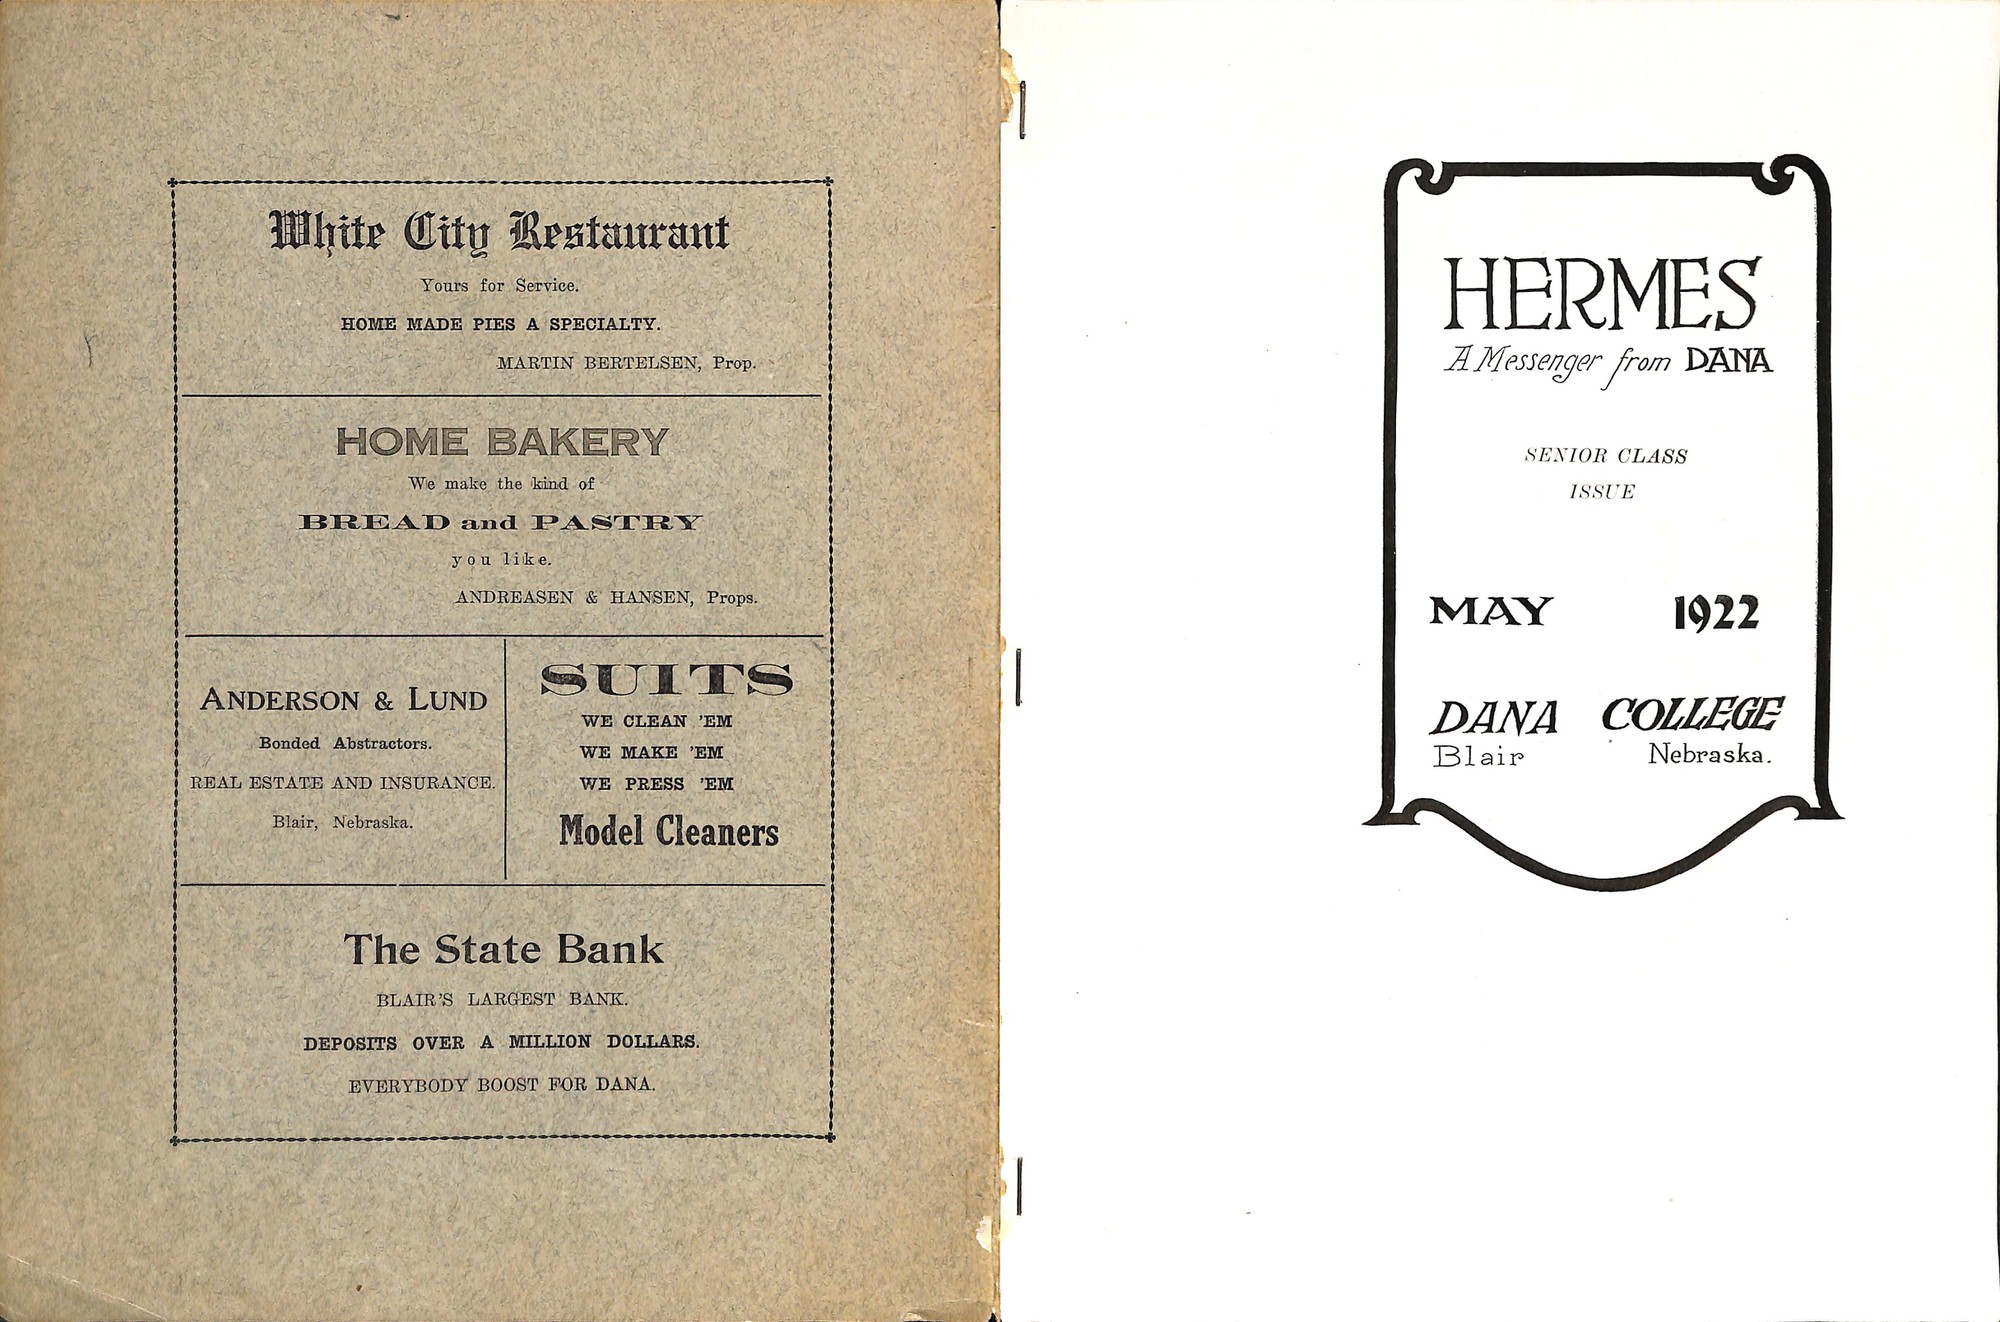 White City Restaurant
Yours for Service.
HOME MADE PIES A SPECIALTY.
MARTIN BERTELSEN, Prop.
HOME BAKERY
We make the kind of
BREAD and PASTRY
you like.
ANDREASEN & HANSEN, Props.
ANDERSON & LUND
Bonded Abstractors.
REAL ESTATE AND INSURANCE.
Blair, Nebraska.
SUITS
WE CLEAN 'EM
WE MAKE 'EM
WE PRESS 'EM
Model Cleaners
The State Bank
BLAIR'S LARGEST BANK.
DEPOSITS OVER A MILLION DOLLARS.
EVERYBODY BOOST FOR DANA.
HERMES
A Messenger from DANA
SENIOR CLASS
ISSUE
MAY 1922
DANA COLLEGE
Blair Nebraska.